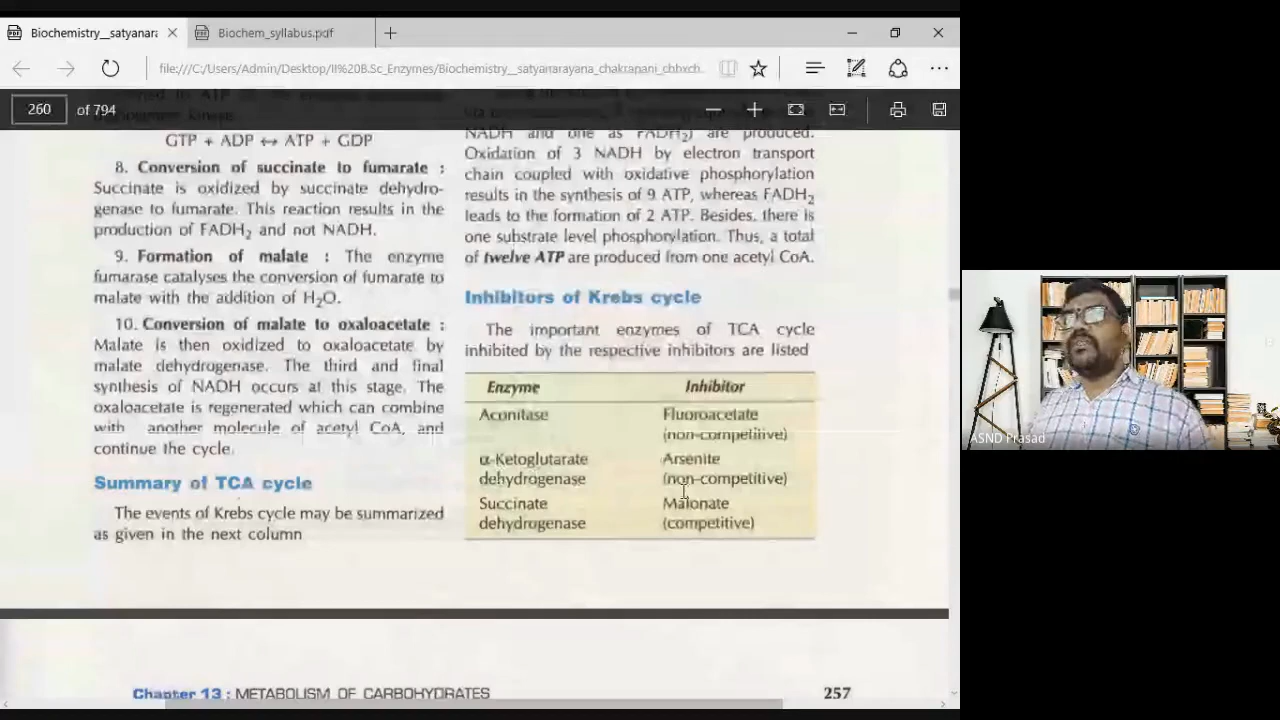 Biochemistry__satyanara
Biochem_syllabus.pdf
file:///C:/Users/Admin/Desktop/II%20B.Sc_Enzymes/Biochemistry__satyanarayana_chakrapani_chbxcb
260 of 794
GTP + ADP ↔ ATP + GDP
8. Conversion of succinate to fumarate :
Succinate is oxidized by succinate dehydro-
genase to fumarate. This reaction results in the
production of FADH₂ and not NADH.
9. Formation of malate : The enzyme
fumarase catalyses the conversion of fumarate to
malate with the addition of H₂O.
10. Conversion of malate to oxaloacetate :
Malate is then oxidized to oxaloacetate by
malate dehydrogenase. The third and final
synthesis of NADH occurs at this stage. The
oxaloacetate is regenerated which can combine
with another molecule of acetyl CoA, and
continue the cycle.
Summary of TCA cycle
The events of Krebs cycle may be summarized
as given in the next column
NADH and one as FADH₂) are produced.
Oxidation of 3 NADH by electron transport
chain coupled with oxidative phosphorylation
results in the synthesis of 9 ATP, whereas FADH₂
leads to the formation of 2 ATP. Besides, there is
one substrate level phosphorylation. Thus, a total
of twelve ATP are produced from one acetyl CoA.
Inhibitors of Krebs cycle
The important enzymes of TCA cycle
inhibited by the respective inhibitors are listed
Enzyme Inhibitor
Aconitase Fluoroacetate
(non-competitive)
α-Ketoglutarate Arsenite
dehydrogenase (non-competitive)
Succinate Malonate
dehydrogenase (competitive)
Chapter 13 : METABOLISM OF CARBOHYDRATES 257
ASND Prasad